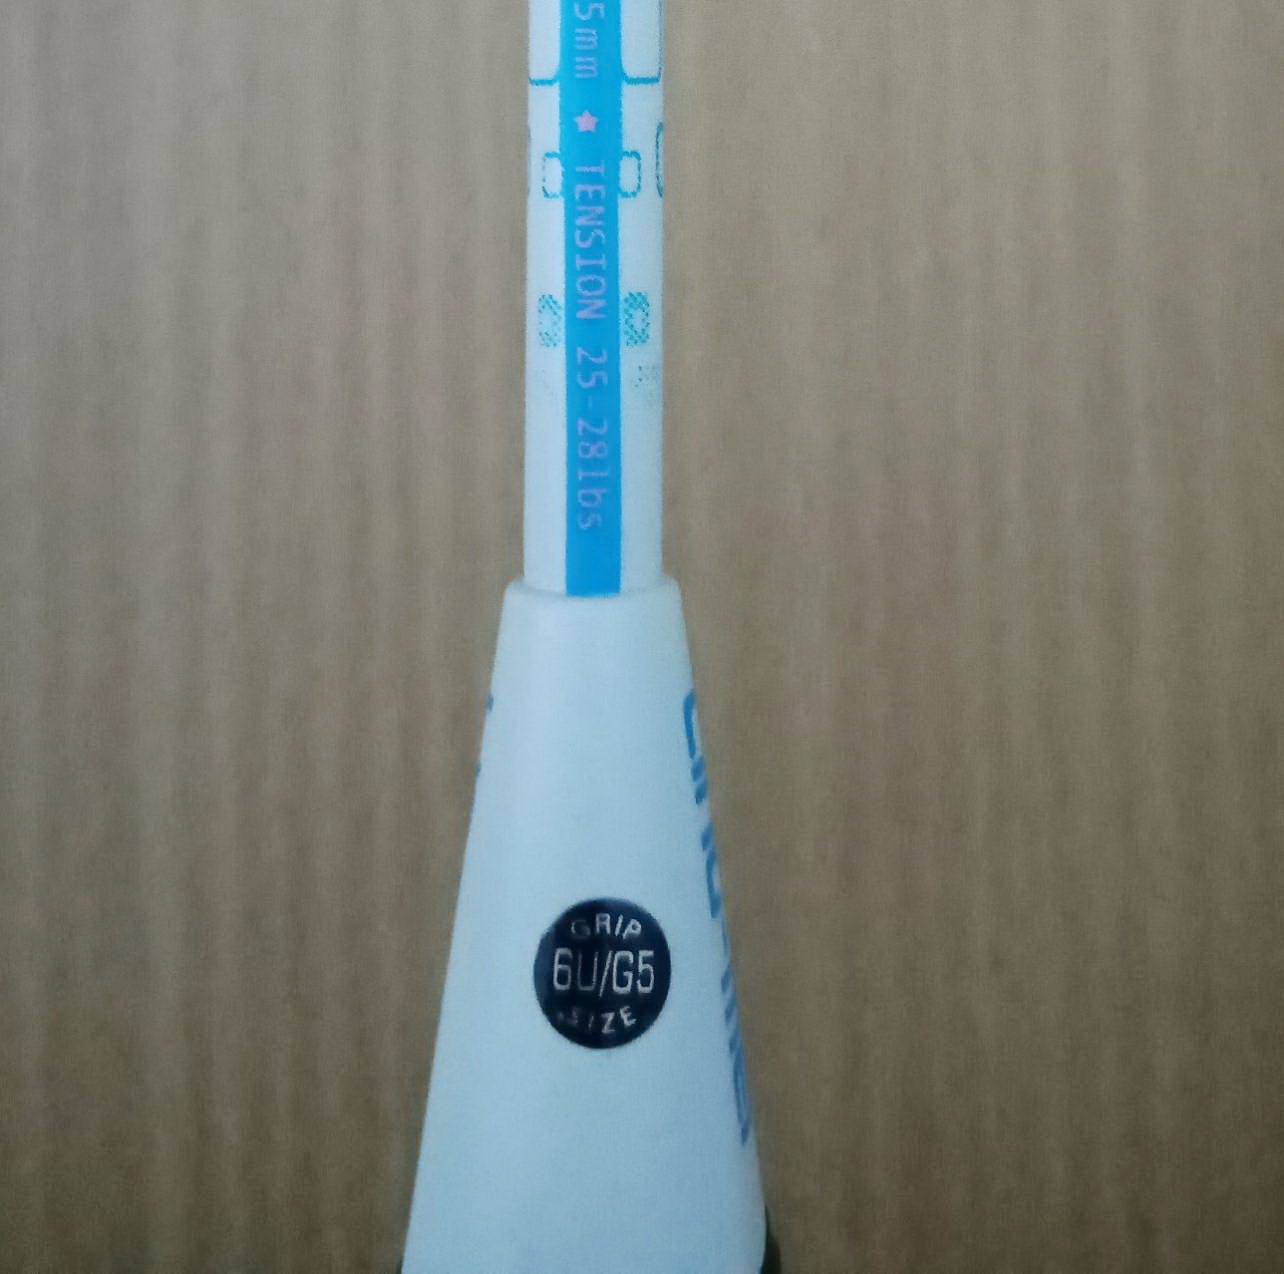 5mm ★ TENSION 25-28lbs
GRIP
6U/G5
SIZE